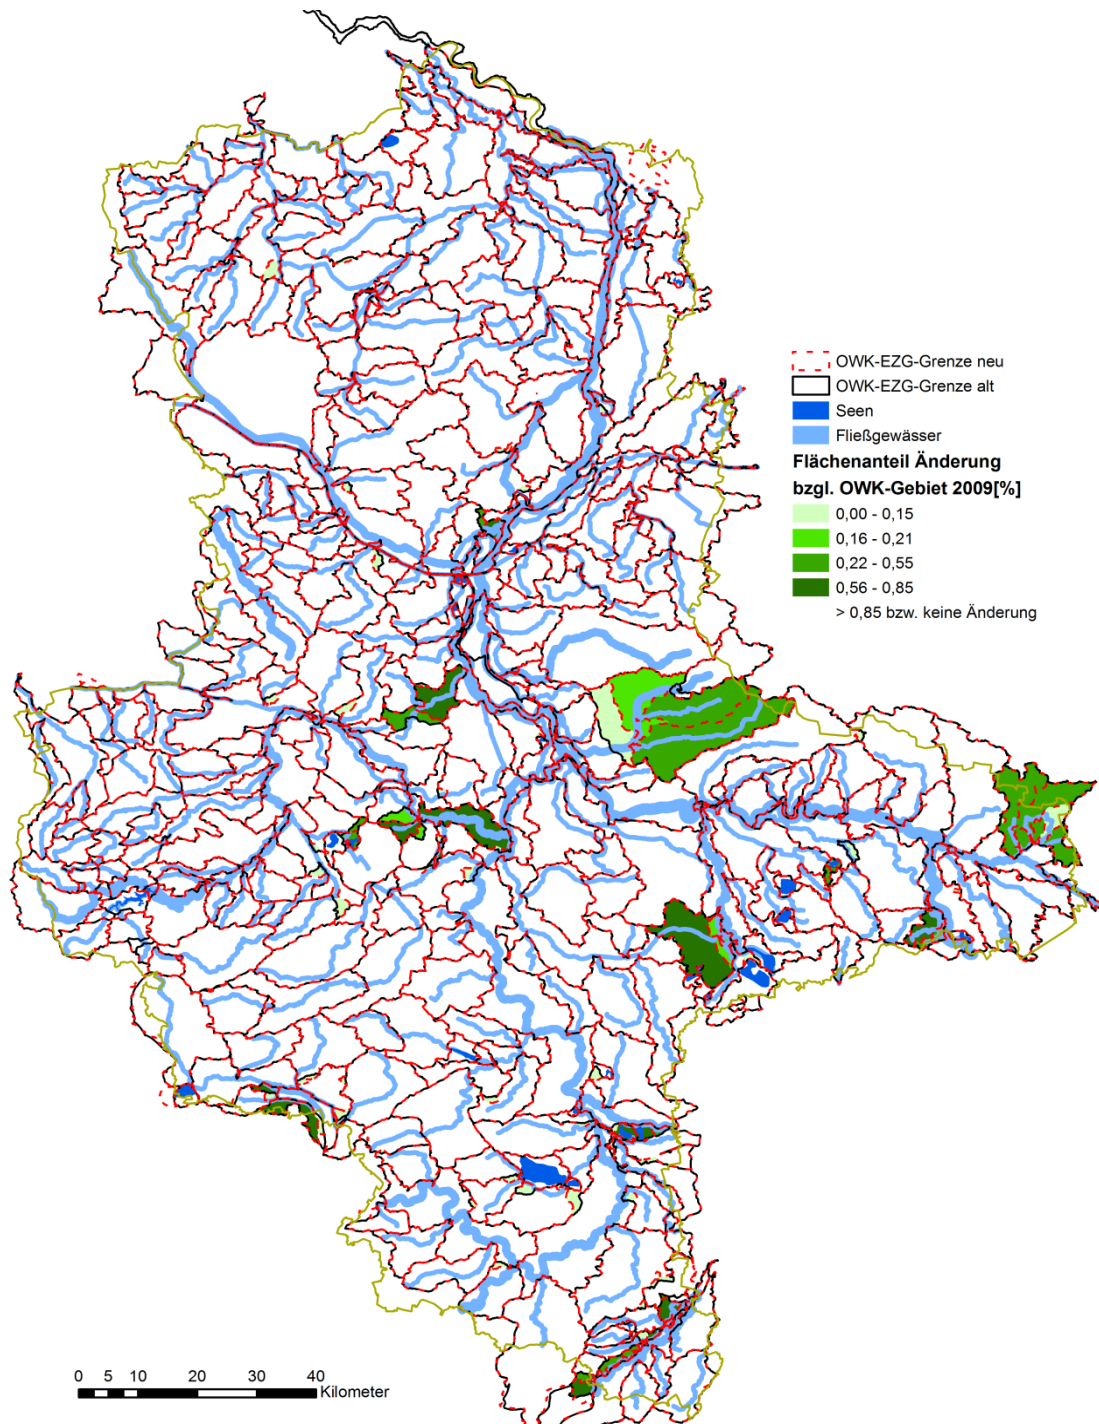 OWK-EZG-Grenze neu
OWK-EZG-Grenze alt
Seen
Fließgewässer
Flächenanteil Änderung
bzgl. OWK-Gebiet 2009[%]
0,00 - 0,15
0,16 - 0,21
0,22 - 0,55
0,56 - 0,85
> 0,85 bzw. keine Änderung
0 5 10 20 30 40
Kilometer